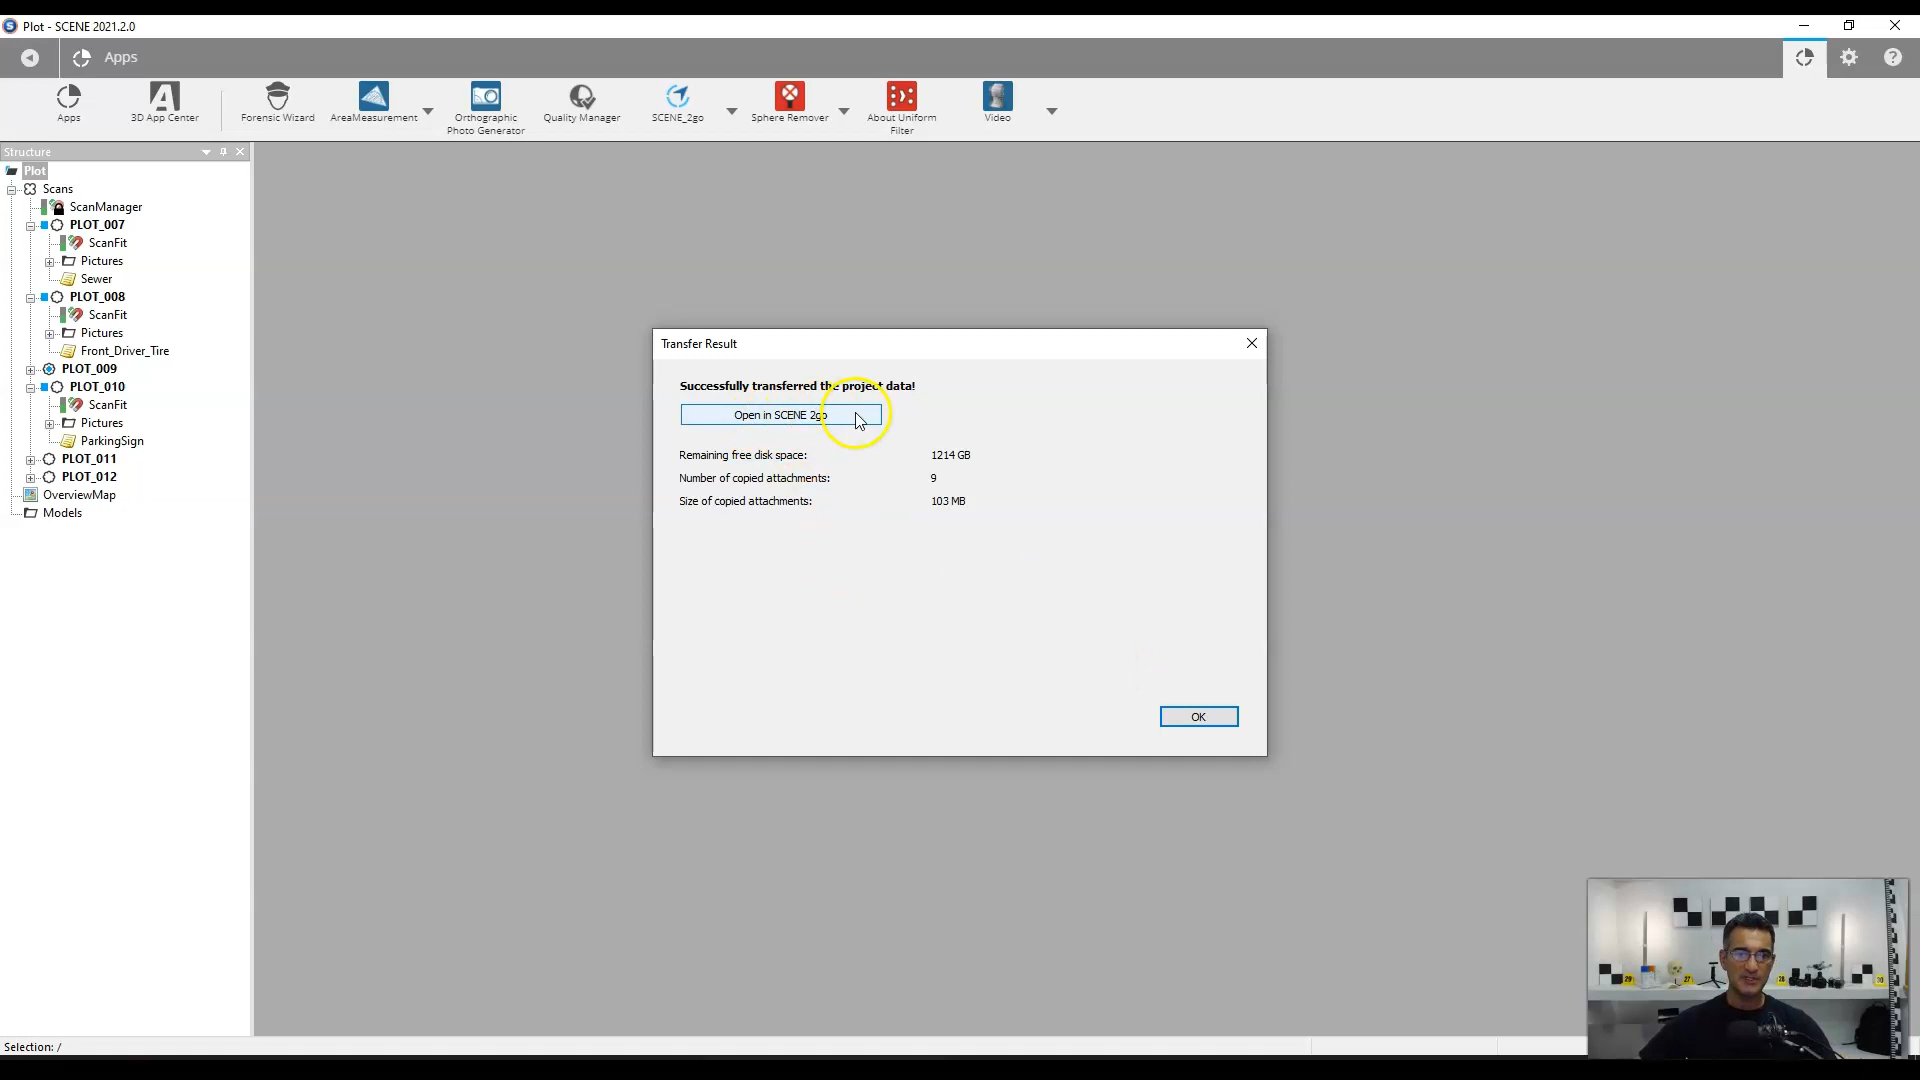 Plot - SCENE 2021.2.0
Apps
Apps
3D App Center
Forensic Wizard
AreaMeasurement
Orthographic
Photo Generator
Quality Manager
SCENE_2go
Sphere Remover
About Uniform
Filter
Video
Structure
Plot
Scans
ScanManager
PLOT_007
ScanFit
Pictures
Sewer
PLOT_008
ScanFit
Pictures
Front_Driver_Tire
PLOT_009
PLOT_010
ScanFit
Pictures
ParkingSign
PLOT_011
PLOT_012
OverviewMap
Models
Transfer Result
Successfully transferred the project data!
Open in SCENE 2go
Remaining free disk space: 1214 GB
Number of copied attachments: 9
Size of copied attachments: 103 MB
OK
29
27
28
30
Selection: /